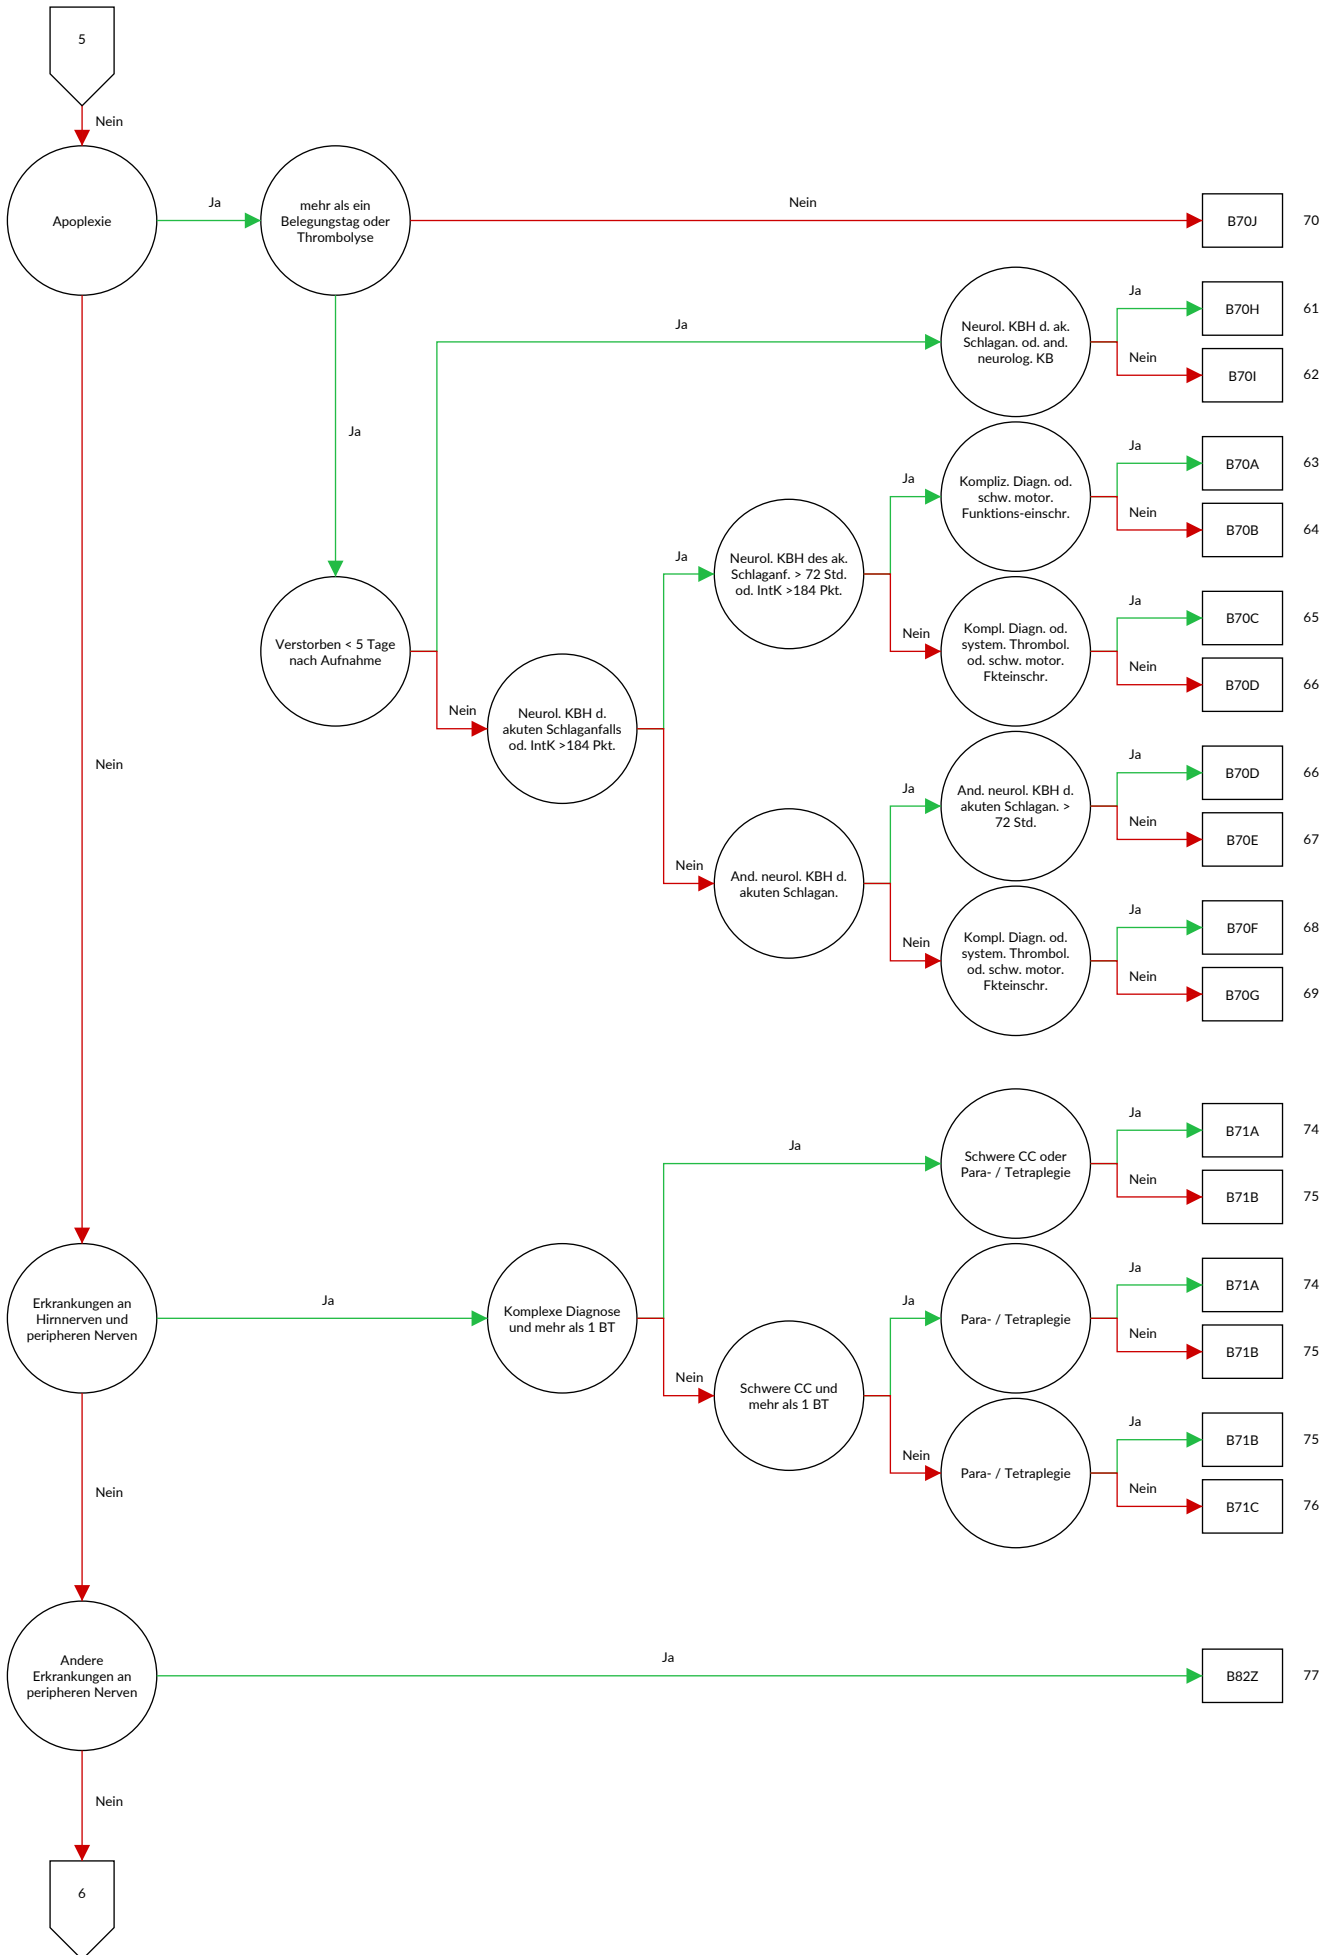 5
Nein
Apoplexie
Ja
mehr als ein
Belegungstag oder
Thrombolyse
Nein
B70J
70
Ja
Ja
Neurol. KBH d. ak.
Schlagan. od. and.
neurolog. KB
Ja
B70H
61
Nein
B70I
62
Verstorben < 5 Tage
nach Aufnahme
Nein
Neurol. KBH d.
akuten Schlaganfalls
od. IntK >184 Pkt.
Ja
Neurol. KBH des ak.
Schlaganf. > 72 Std.
od. IntK >184 Pkt.
Ja
Kompliz. Diagn. od.
schw. motor.
Funktions-einschr.
Ja
B70A
63
Nein
B70B
64
Nein
Kompl. Diagn. od.
system. Thrombol.
od. schw. motor.
Fkteinschr.
Ja
B70C
65
Nein
B70D
66
Nein
And. neurol. KBH d.
akuten Schlagan.
Ja
And. neurol. KBH d.
akuten Schlagan. >
72 Std.
Ja
B70D
66
Nein
B70E
67
Nein
Kompl. Diagn. od.
system. Thrombol.
od. schw. motor.
Fkteinschr.
Ja
B70F
68
Nein
B70G
69
Nein
Erkrankungen an
Hirnnerven und
peripheren Nerven
Ja
Komplexe Diagnose
und mehr als 1 BT
Ja
Schwere CC oder
Para- / Tetraplegie
Ja
B71A
74
Nein
B71B
75
Nein
Schwere CC und
mehr als 1 BT
Ja
Para- / Tetraplegie
Ja
B71A
74
Nein
B71B
75
Nein
Para- / Tetraplegie
Ja
B71B
75
Nein
B71C
76
Nein
Andere
Erkrankungen an
peripheren Nerven
Ja
B82Z
77
Nein
6